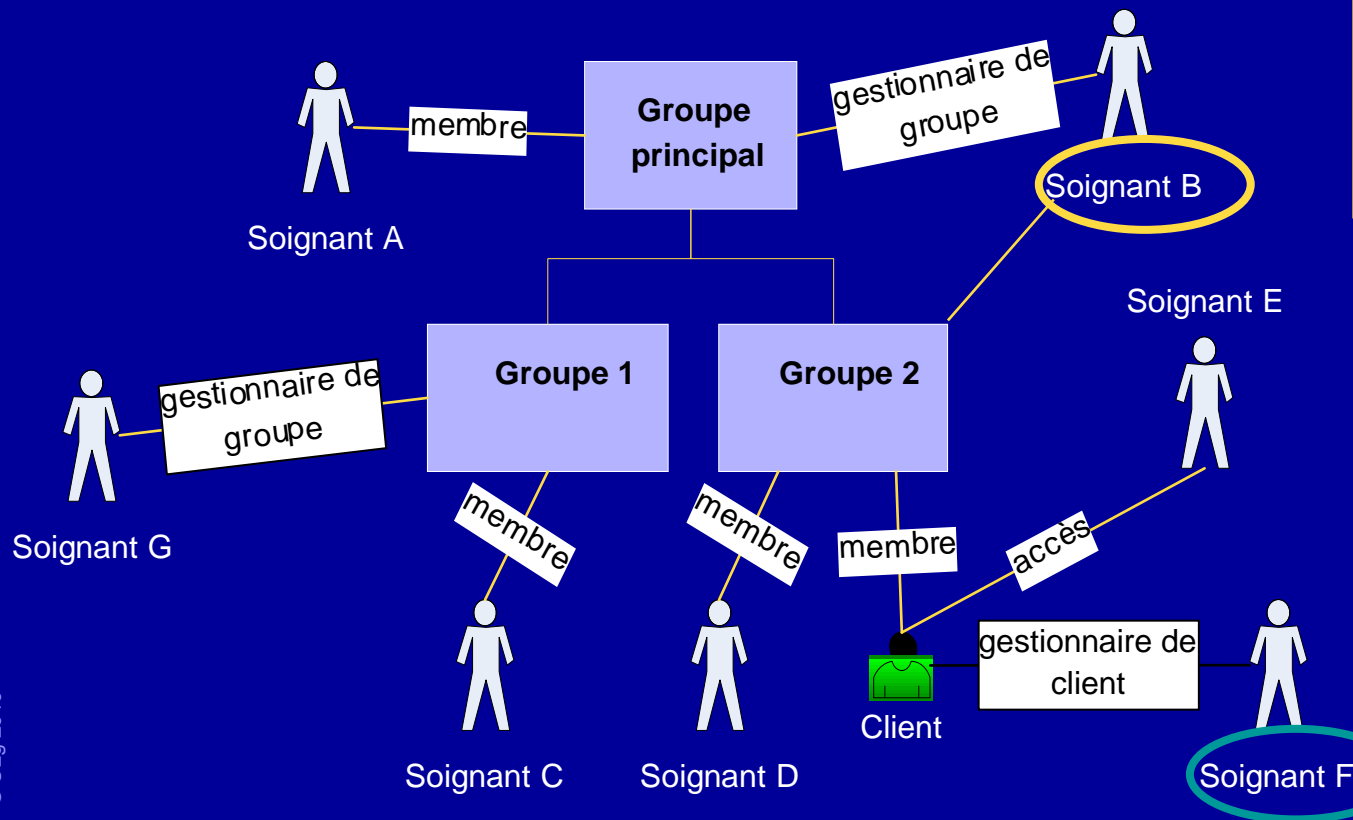 membre
Groupe
principal
gestionnaire de
groupe
Soignant B
Soignant A
Soignant E
Groupe 1
Groupe 2
gestionnaire de
groupe
Soignant G
membre
membre
membre
accès
gestionnaire de
client
Client
Soignant C
Soignant D
Soignant F